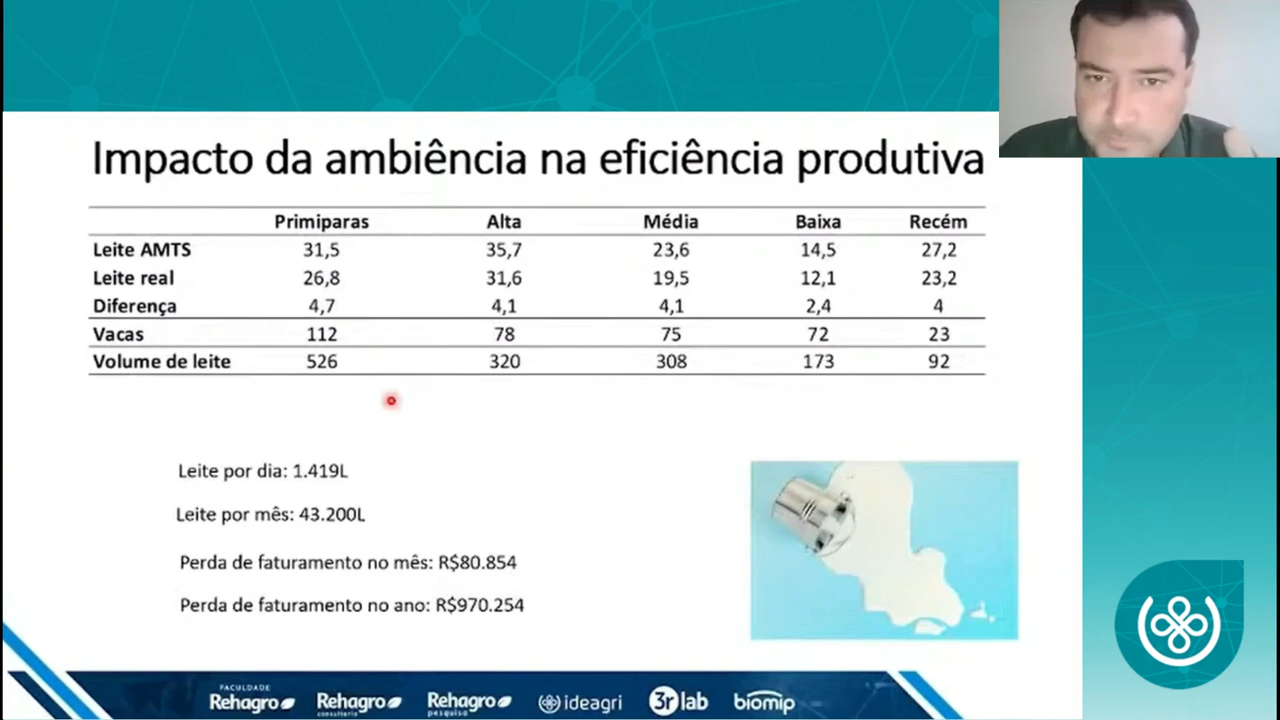 Impacto da ambiência na eficiência produtiva
Primiparas Alta Média Baixa Recém
Leite AMTS 31,5 35,7 23,6 14,5 27,2
Leite real 26,8 31,6 19,5 12,1 23,2
Diferença 4,7 4,1 4,1 2,4 4
Vacas 112 78 75 72 23
Volume de leite 526 320 308 173 92
Leite por dia: 1.419L
Leite por mês: 43.200L
Perda de faturamento no mês: R$80.854
Perda de faturamento no ano: R$970.254
FACULDADE
Rehagro Rehagro Rehagro ideagri 3rlab biomip
consultoria pesquisa